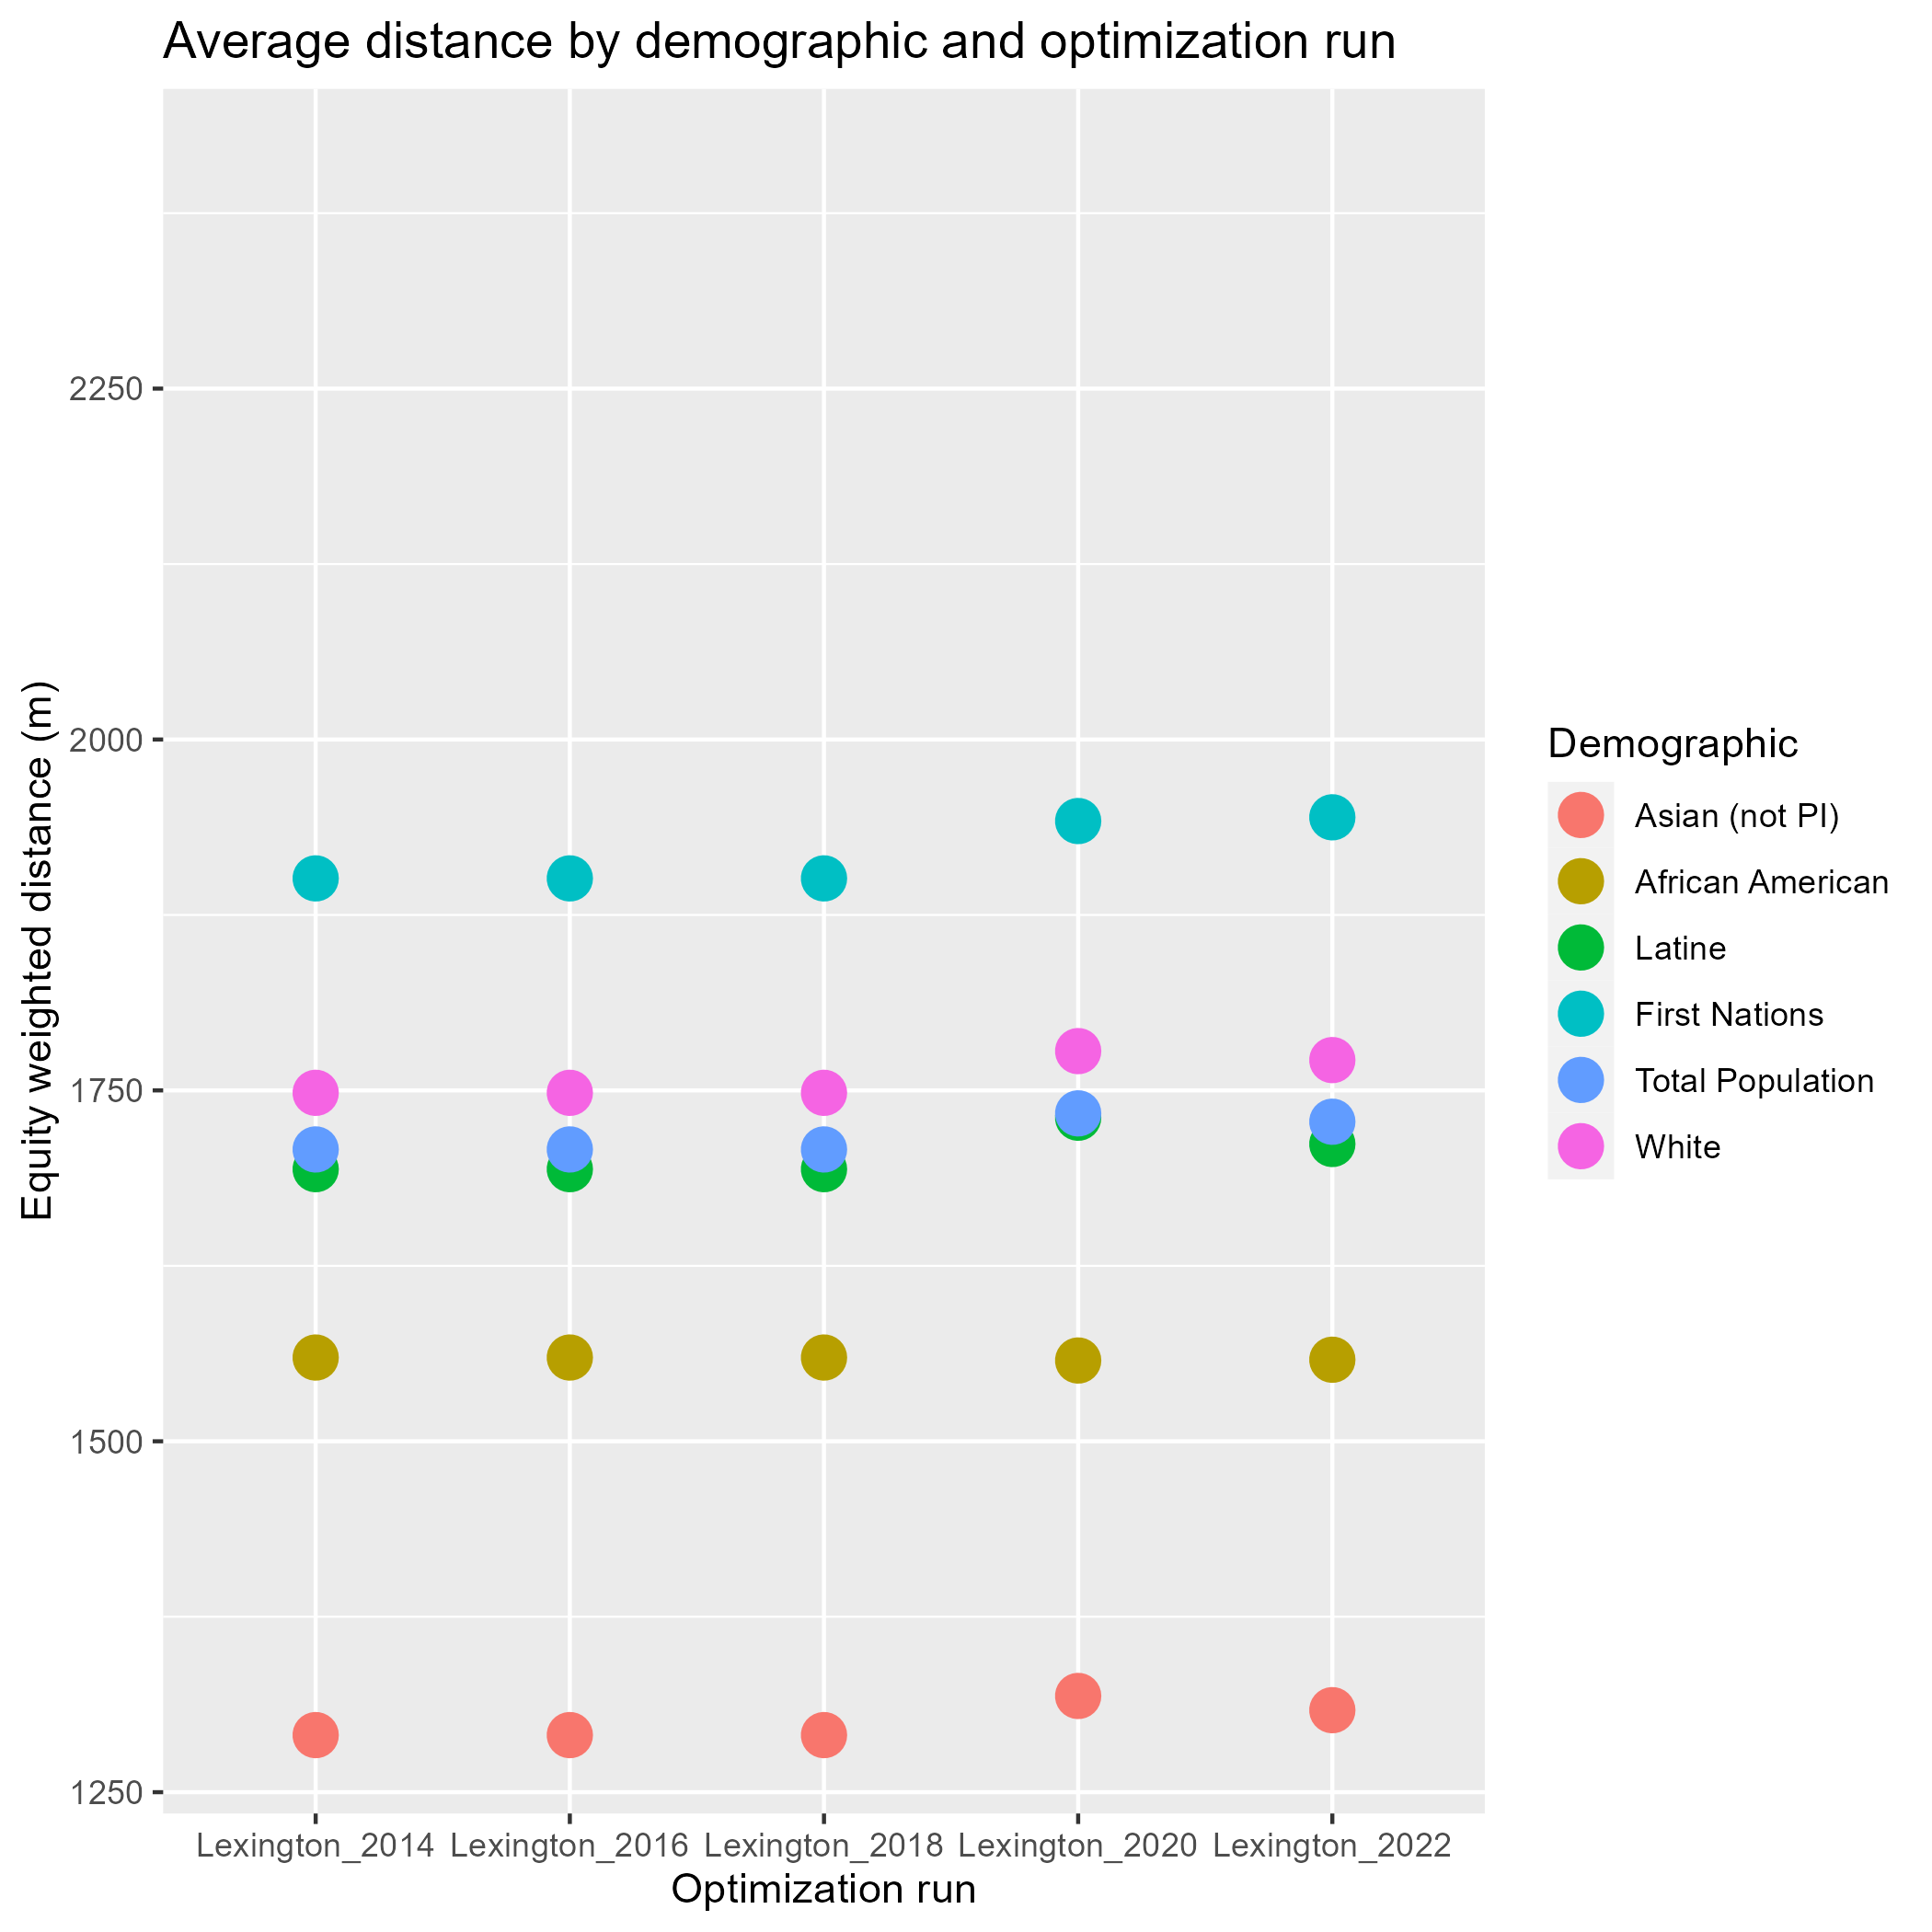 Average distance by demographic and optimization run
Equity weighted distance (m)
2250
2000
1750
1500
1250
Lexington_2014 Lexington_2016 Lexington_2018 Lexington_2020 Lexington_2022
Optimization run
Demographic
Asian (not PI)
African American
Latine
First Nations
Total Population
White